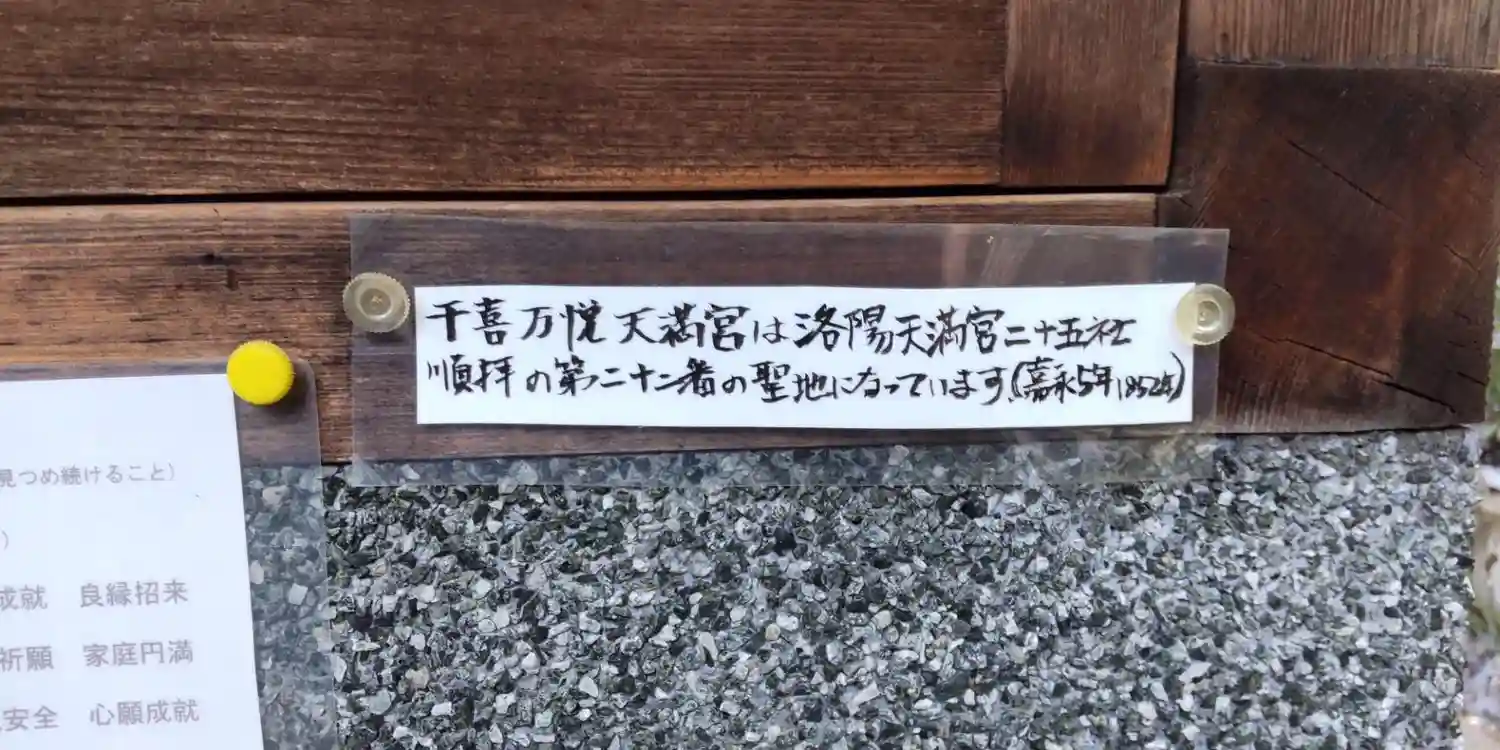 千喜万悦天満宮は洛陽天満宮二十五社
順拝の第二十二番の聖地になっています。(嘉永5年1852年)
見つめ続けること)
)
成就 良縁招来
祈願 家庭円満
安全 心願成就